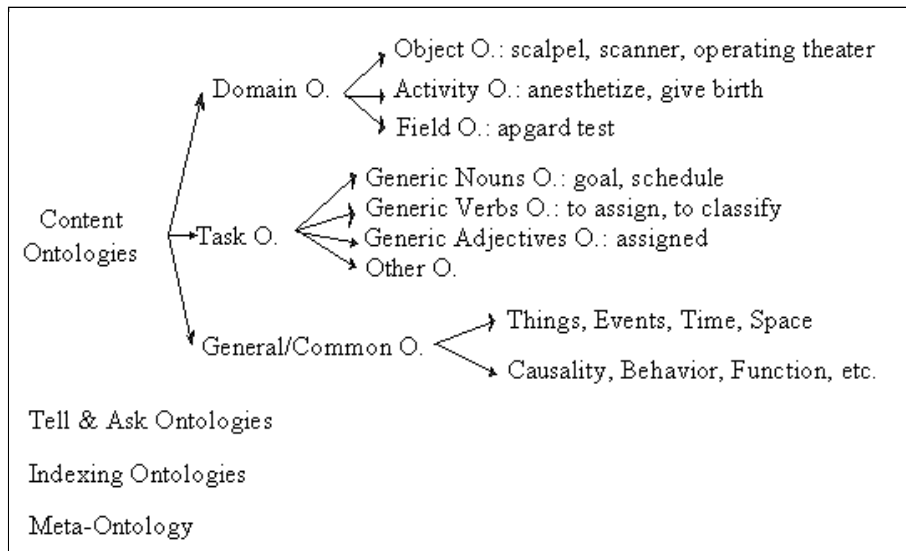 Object O.: scalpel, scanner, operating theater
Domain O.
Activity O.: anesthetize, give birth
Field O.: apgard test
Generic Nouns O.: goal, schedule
Generic Verbs O.: to assign, to classify
Content
Ontologies
Task O.
Generic Adjectives O.: assigned
Other O.
Things, Events, Time, Space
General/Common O.
Causality, Behavior, Function, etc.
Tell & Ask Ontologies
Indexing Ontologies
Meta-Ontology